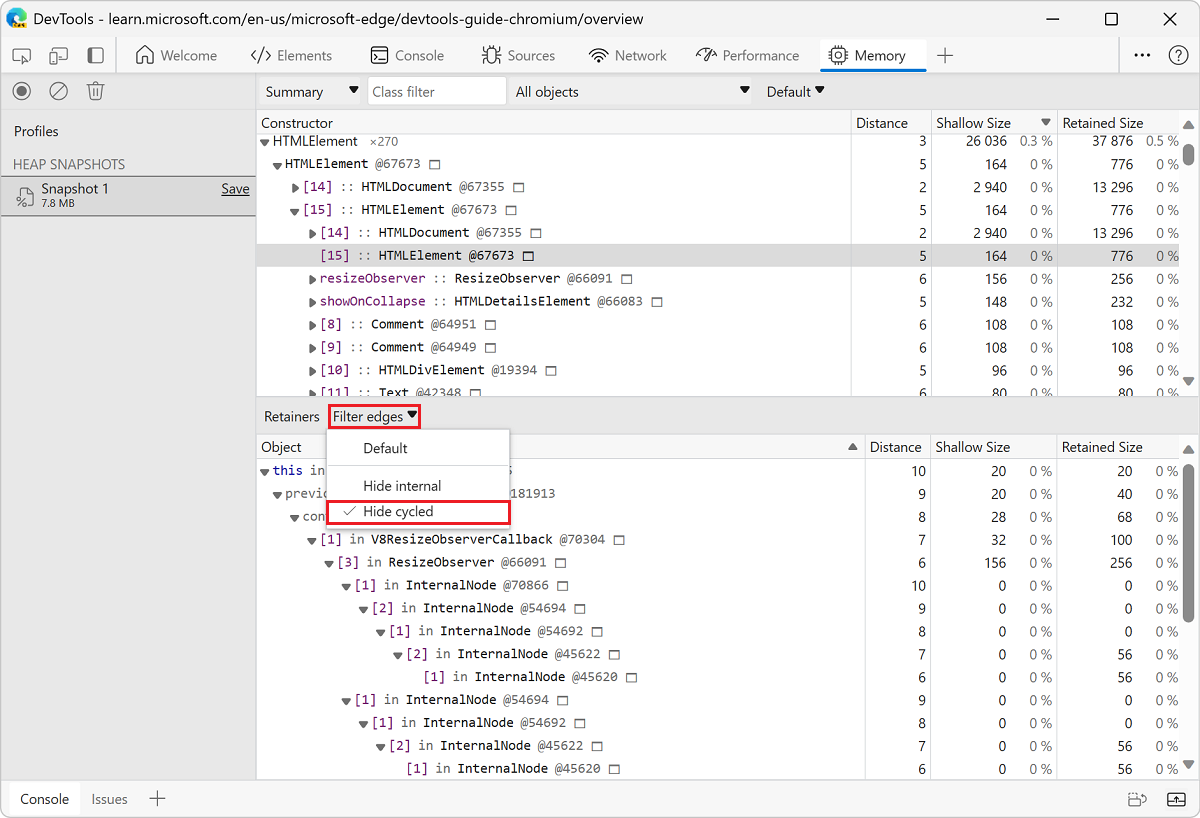 DevTools - learn.microsoft.com/en-us/microsoft-edge/devtools-guide-chromium/overview
Welcome Elements Console Sources Network Performance Memory
Summary Class filter All objects Default
Profiles
HEAP SNAPSHOTS
Snapshot 1 Save
7.8 MB
Constructor Distance Shallow Size Retained Size
HTMLElement ×270 3 26 036 0.3 % 37 876 0.5 %
HTMLElement @67673 5 164 0 % 776 0 %
[14] :: HTMLDocument @67355 2 2 940 0 % 13 296 0 %
[15] :: HTMLElement @67673 5 164 0 % 776 0 %
[14] :: HTMLDocument @67355 2 2 940 0 % 13 296 0 %
[15] :: HTMLElement @67673 5 164 0 % 776 0 %
resizeObserver :: ResizeObserver @66091 6 156 0 % 256 0 %
showOnCollapse :: HTMLDetailsElement @66083 5 148 0 % 232 0 %
[8] :: Comment @64951 6 108 0 % 108 0 %
[9] :: Comment @64949 6 108 0 % 108 0 %
[10] :: HTMLDivElement @19394 5 96 0 % 96 0 %
[11] :: Text @42348 6 80 0 % 80 0 %
Retainers Filter edges
Object Distance Shallow Size Retained Size
Default
Hide internal
Hide cycled
this in 10 20 0 % 20 0 %
181913 9 20 0 % 40 0 %
8 28 0 % 68 0 %
[1] in V8ResizeObserverCallback @70304 7 32 0 % 100 0 %
[3] in ResizeObserver @66091 6 156 0 % 256 0 %
[1] in InternalNode @70866 10 0 0 % 0 0 %
[2] in InternalNode @54694 9 0 0 % 0 0 %
[1] in InternalNode @54692 8 0 0 % 0 0 %
[2] in InternalNode @45622 7 0 0 % 56 0 %
[1] in InternalNode @45620 6 0 0 % 56 0 %
[1] in InternalNode @54694 9 0 0 % 0 0 %
[1] in InternalNode @54692 8 0 0 % 0 0 %
[2] in InternalNode @45622 7 0 0 % 56 0 %
[1] in InternalNode @45620 6 0 0 % 56 0 %
Console Issues